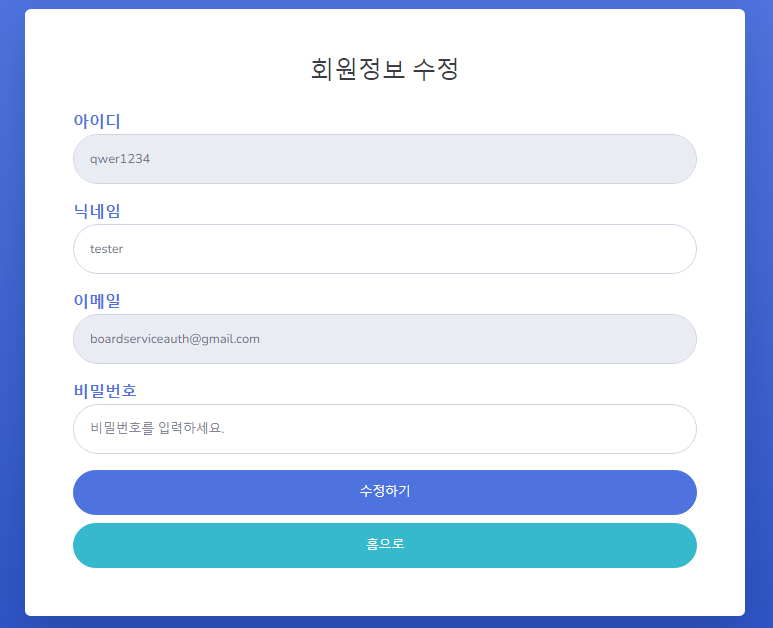 회원정보 수정
아이디
qwer1234
닉네임
tester
이메일
boardserviceauth@gmail.com
비밀번호
비밀번호를 입력하세요.
수정하기
홈으로